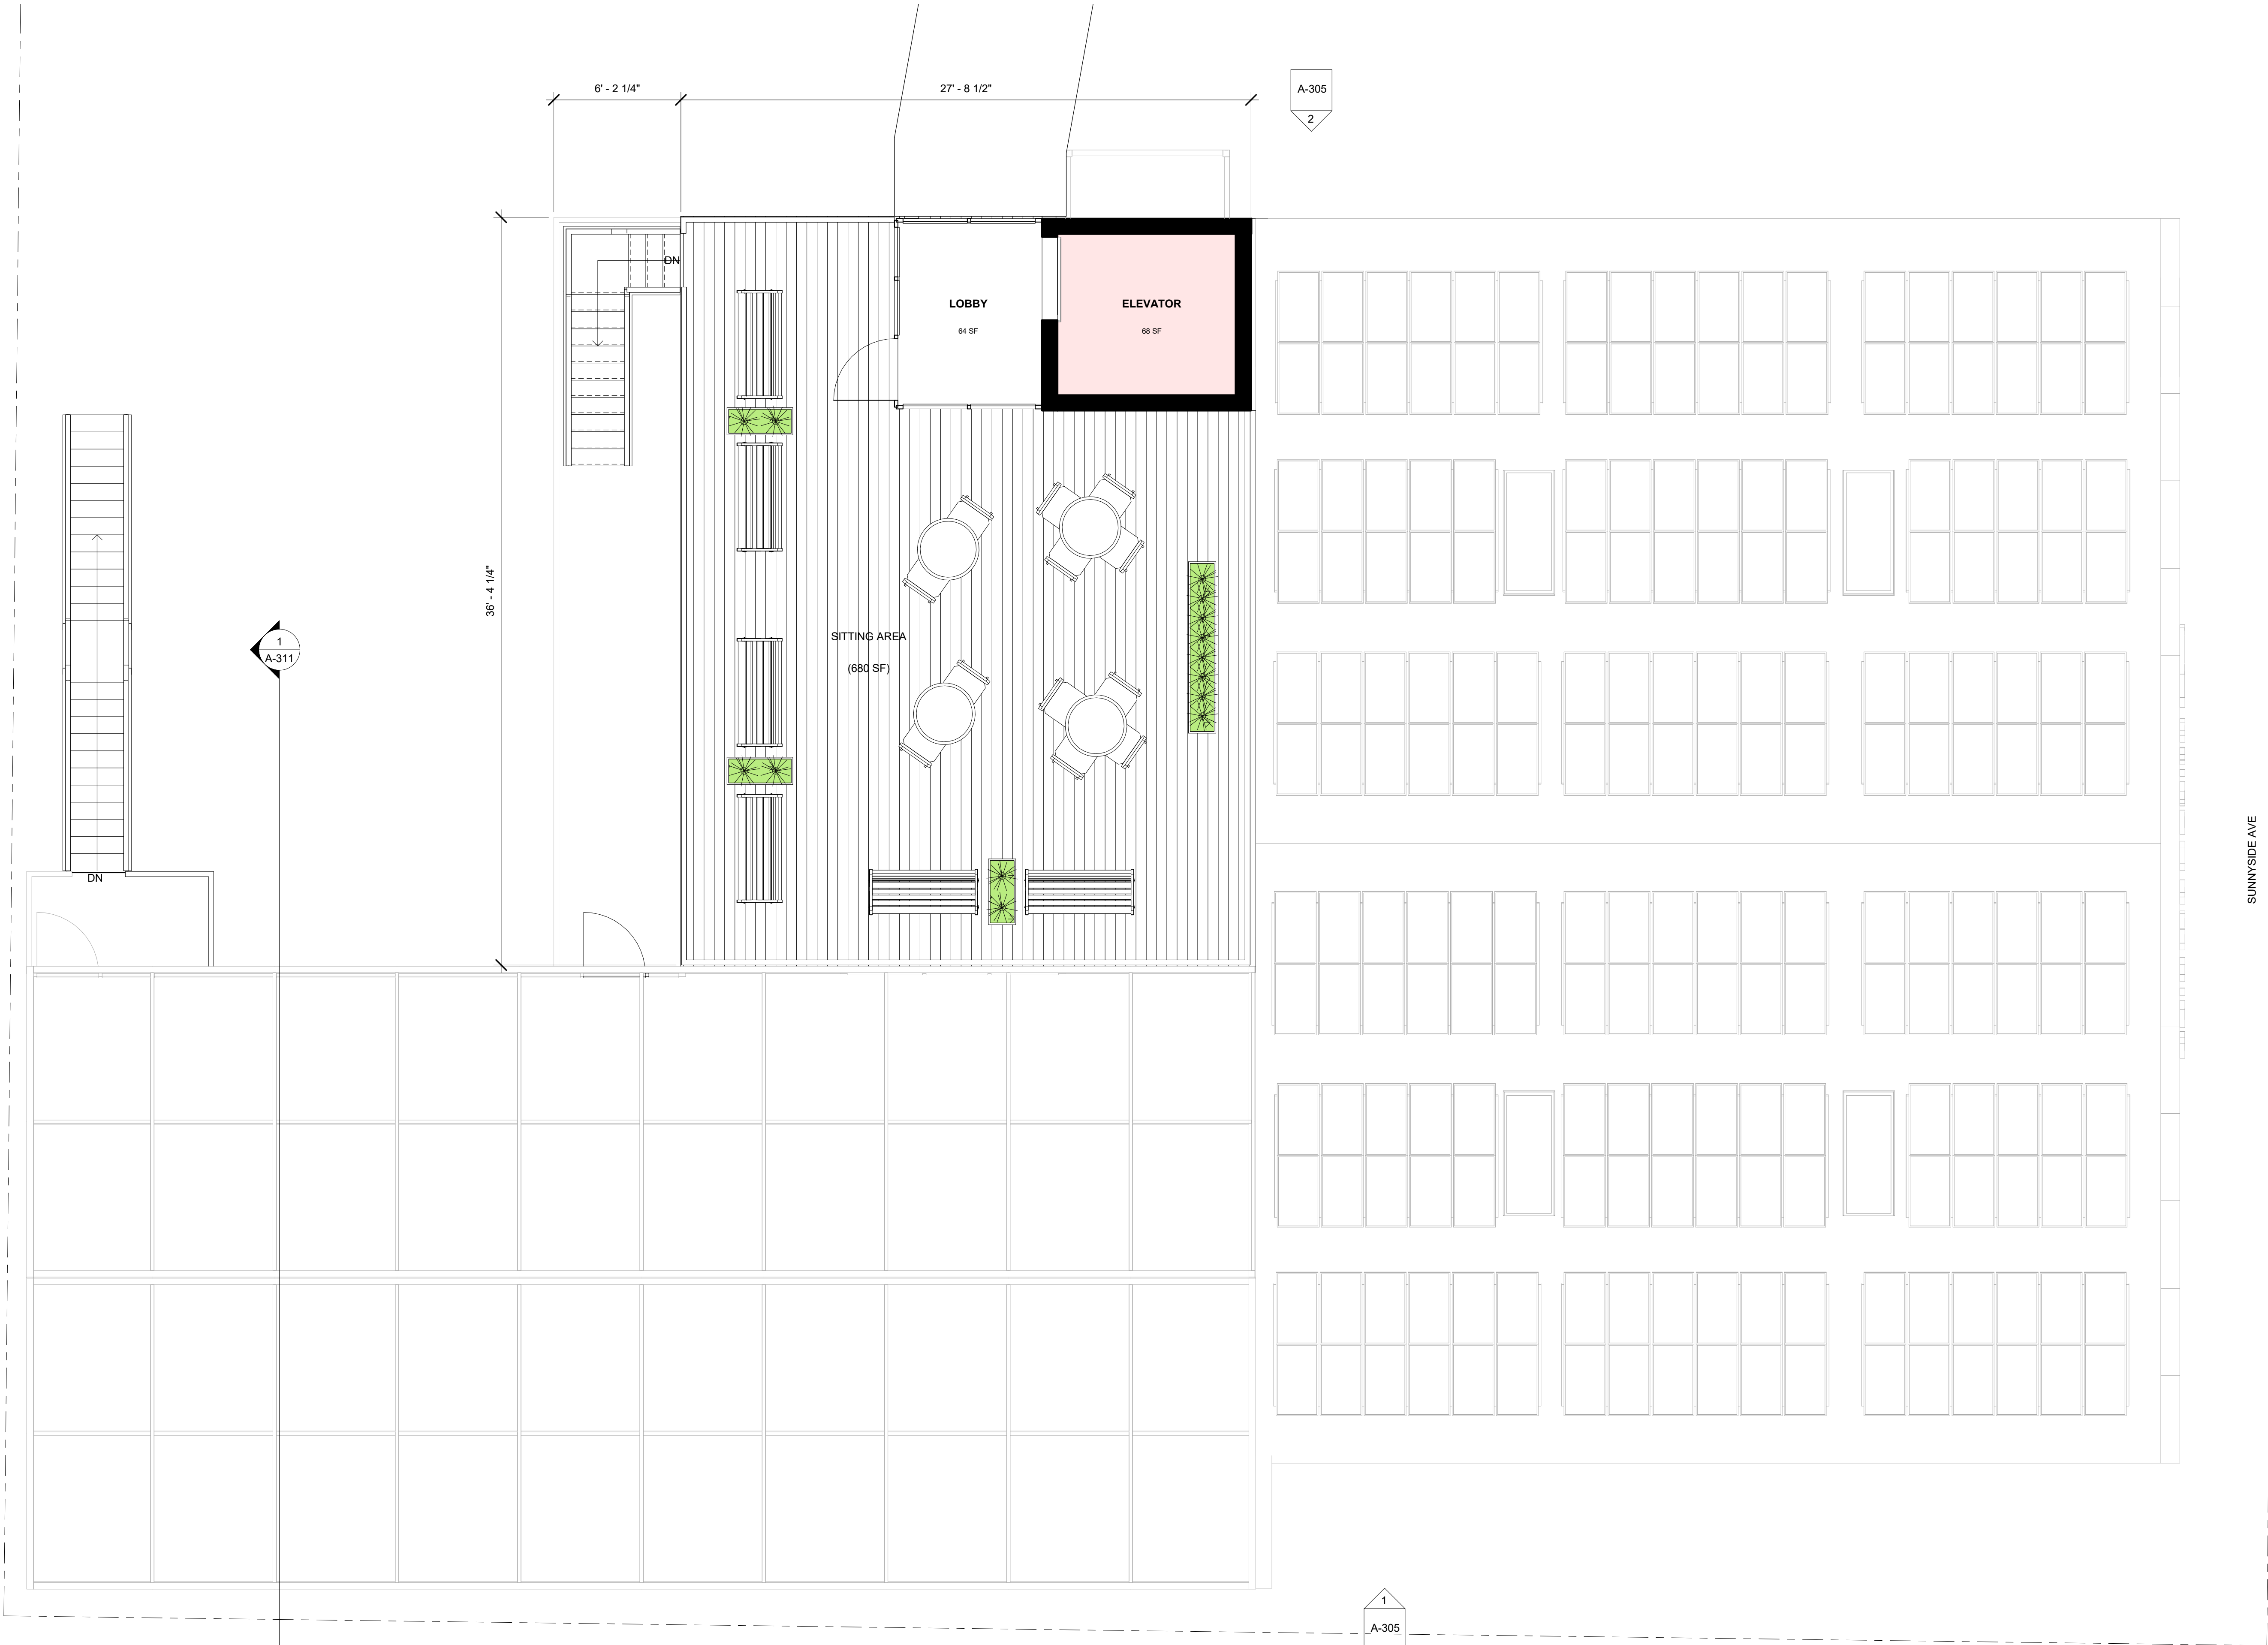 6' - 2 1/4"
27' - 8 1/2"
A-305
2
DN
LOBBY
64 SF
ELEVATOR
68 SF
36' - 4 1/4"
1
A-311
SITTING AREA
(680 SF)
DN
SUNNYSIDE AVE
1
A-305